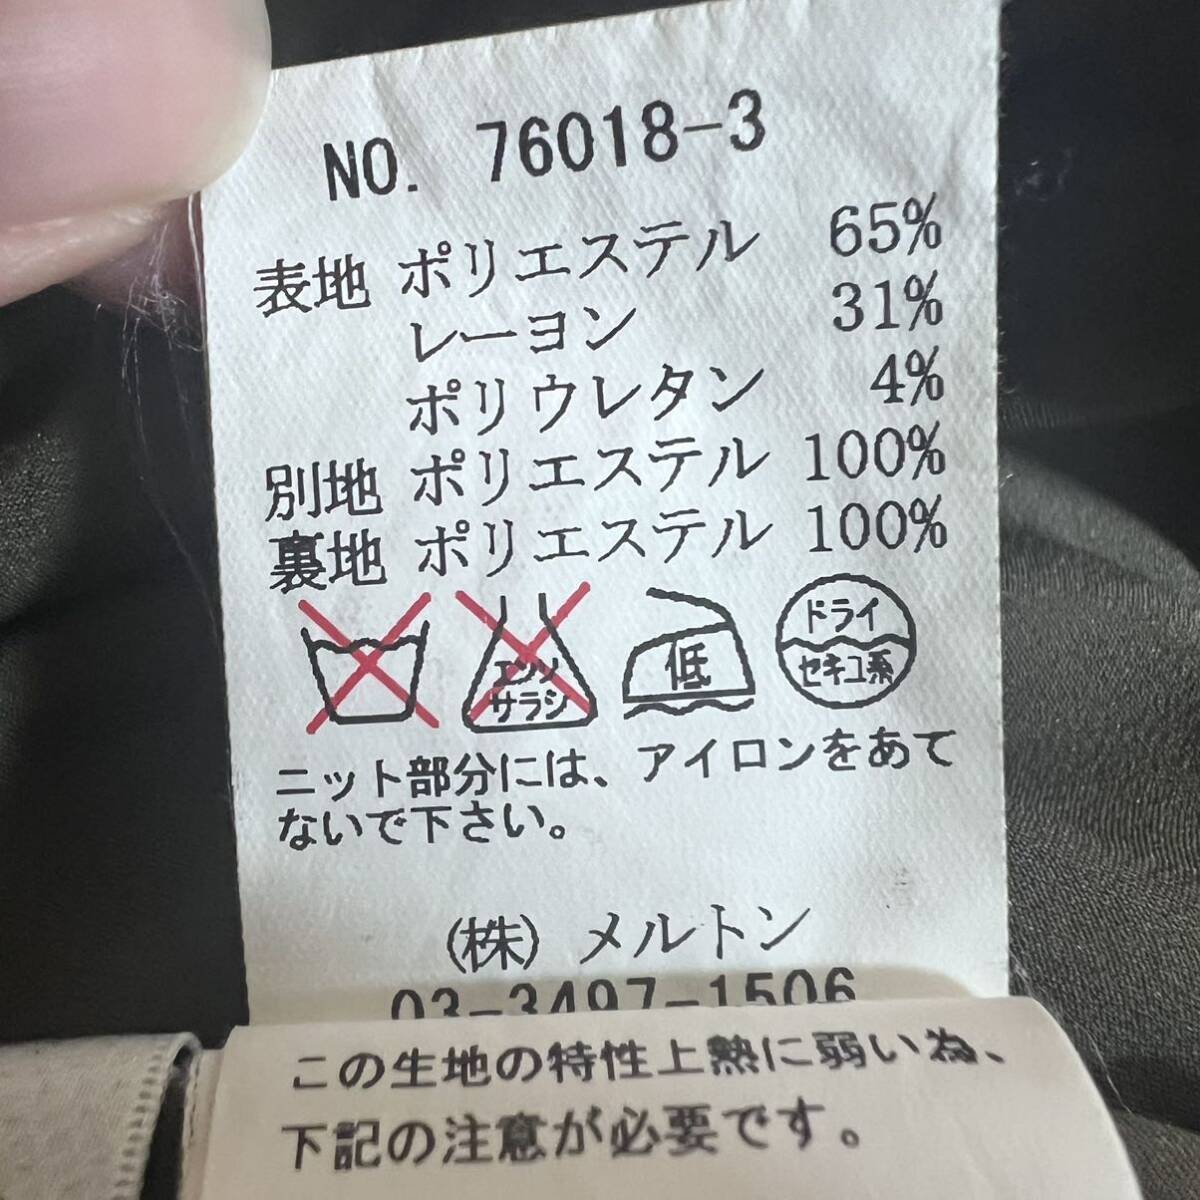 NO. 76018-3
表地 ポリエステル 65%
レーヨン 31%
ポリウレタン 4%
別地 ポリエステル 100%
裏地 ポリエステル 100%
エンソ
サラシ
低
ドライ
セキユ系
ニット部分には、アイロンをあて
ないで下さい。
(株) メルトン
03-3497-1506
この生地の特性上熱に弱い為、
下記の注意が必要です。